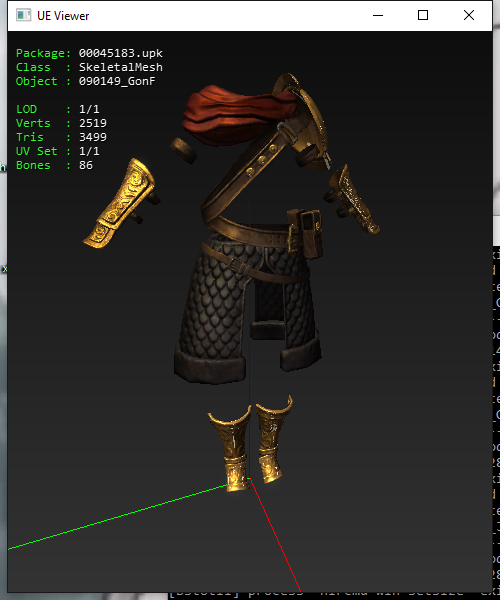 UE Viewer
Package: 00045183.upk
Class  : SkeletalMesh
Object : 090149_GonF
LOD    : 1/1
Verts  : 2519
Tris   : 3499
UV Set : 1/1
Bones  : 86